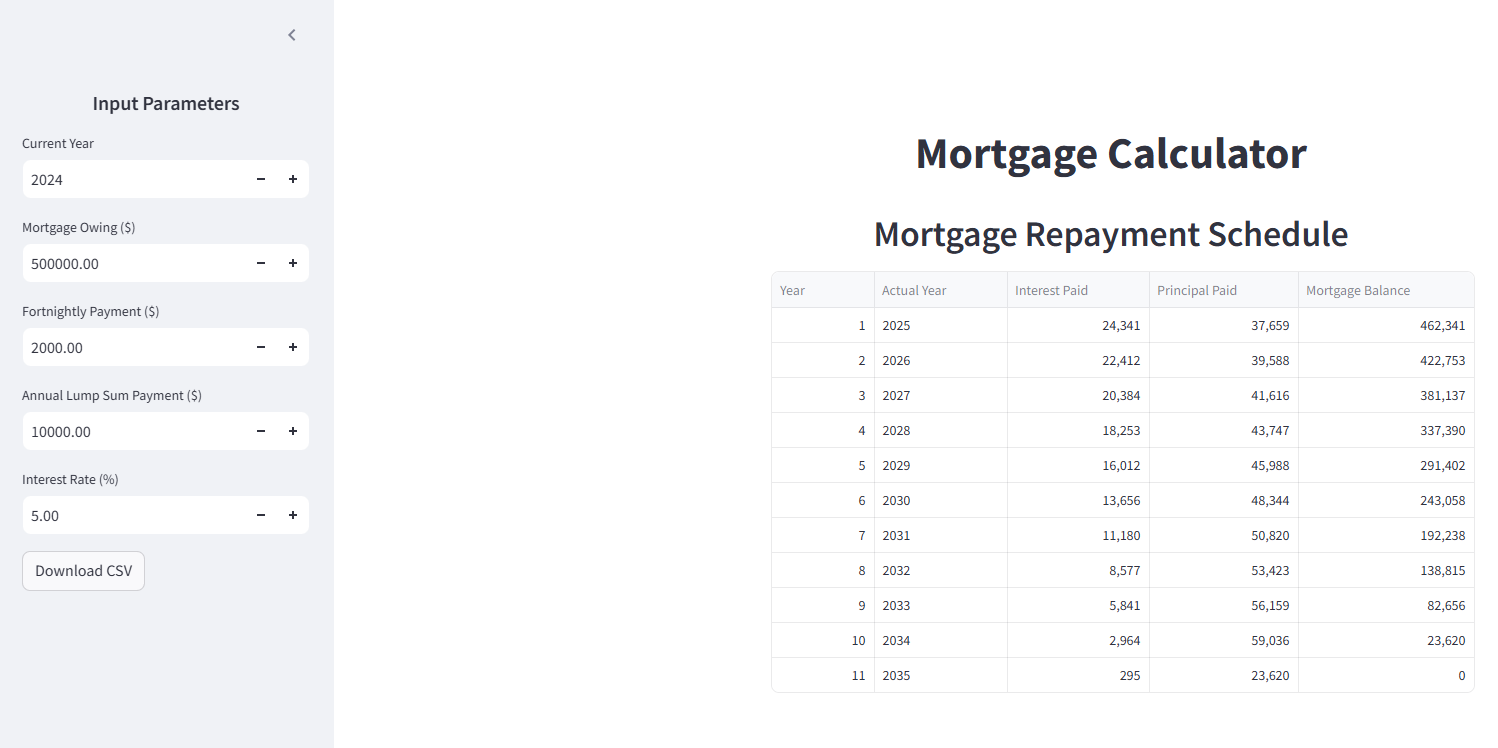 Input Parameters
Current Year
2024
Mortgage Owing ($)
500000.00
Fortnightly Payment ($)
2000.00
Annual Lump Sum Payment ($)
10000.00
Interest Rate (%)
5.00
Download CSV
Mortgage Calculator
Mortgage Repayment Schedule
Year Actual Year Interest Paid Principal Paid Mortgage Balance
1 2025 24,341 37,659 462,341
2 2026 22,412 39,588 422,753
3 2027 20,384 41,616 381,137
4 2028 18,253 43,747 337,390
5 2029 16,012 45,988 291,402
6 2030 13,656 48,344 243,058
7 2031 11,180 50,820 192,238
8 2032 8,577 53,423 138,815
9 2033 5,841 56,159 82,656
10 2034 2,964 59,036 23,620
11 2035 295 23,620 0